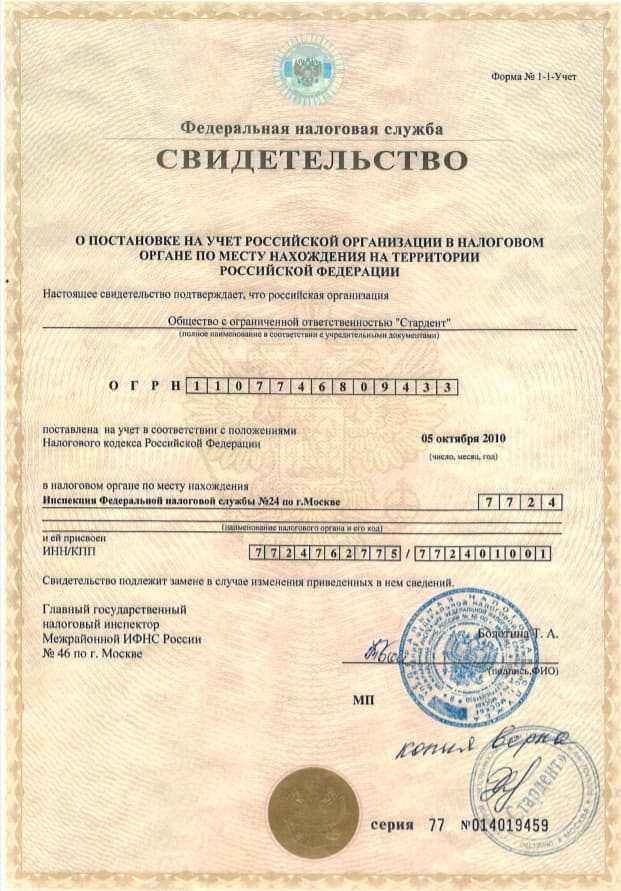 Форма № 1-1-Учет
Федеральная налоговая служба
СВИДЕТЕЛЬСТВО
О ПОСТАНОВКЕ НА УЧЕТ РОССИЙСКОЙ ОРГАНИЗАЦИИ В НАЛОГОВОМ
ОРГАНЕ ПО МЕСТУ НАХОЖДЕНИЯ НА ТЕРРИТОРИИ
РОССИЙСКОЙ ФЕДЕРАЦИИ
Настоящее свидетельство подтверждает, что российская организация
Общество с ограниченной ответственностью "Стардент"
(полное наименование в соответствии с учредительными документами)
О Г Р Н 1 1 0 7 7 4 6 8 0 9 4 3 3
поставлена на учет в соответствии с положениями
Налогового кодекса Российской Федерации
05 октября 2010
(число, месяц, год)
в налоговом органе по месту нахождения
Инспекция Федеральной налоговой службы №24 по г.Москве 7 7 2 4
(наименование налогового органа и его код)
и ей присвоен
ИНН/КПП 7 7 2 4 7 6 2 7 7 5 / 7 7 2 4 0 1 0 0 1
Свидетельство подлежит замене в случае изменения приведенных в нем сведений.
Главный государственный
налоговый инспектор
Межрайонной ИФНС России
№ 46 по г. Москве
Болотина Т. А.
(подпись, ФИО)
МП
копия верна
Стардент»
МОСКВА
серия 77 №014019459